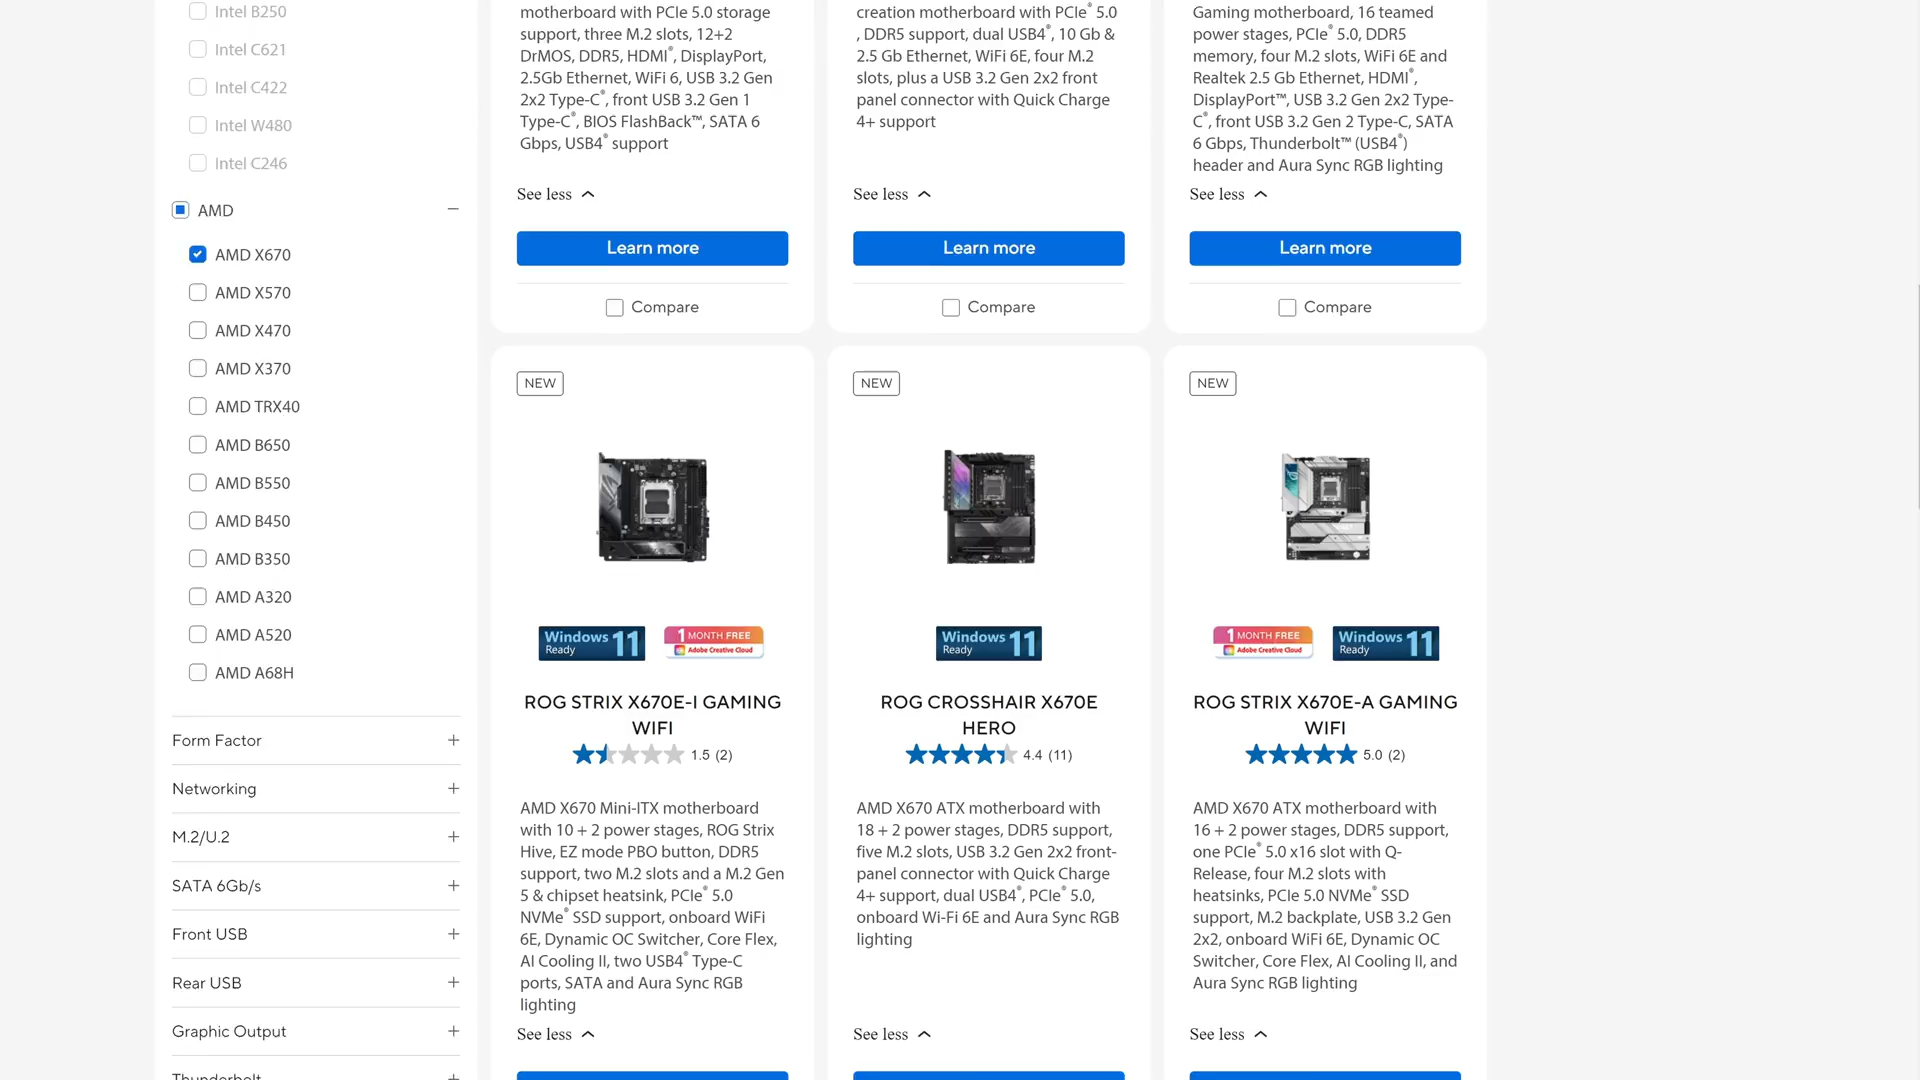 Intel B250
Intel C621
Intel C422
Intel W480
Intel C246
AMD
AMD X670
AMD X570
AMD X470
AMD X370
AMD TRX40
AMD B650
AMD B550
AMD B450
AMD B350
AMD A320
AMD A520
AMD A68H
Form Factor
Networking
M.2/U.2
SATA 6Gb/s
Front USB
Rear USB
Graphic Output
Thunderbolt
motherboard with PCIe 5.0 storage
support, three M.2 slots, 12+2
DrMOS, DDR5, HDMI®, DisplayPort,
2.5Gb Ethernet, WiFi 6, USB 3.2 Gen
2x2 Type-C®, front USB 3.2 Gen 1
Type-C®, BIOS FlashBack™, SATA 6
Gbps, USB4® support
See less
Learn more
Compare
creation motherboard with PCIe® 5.0
, DDR5 support, dual USB4®, 10 Gb &
2.5 Gb Ethernet, WiFi 6E, four M.2
slots, plus a USB 3.2 Gen 2x2 front
panel connector with Quick Charge
4+ support
See less
Learn more
Compare
Gaming motherboard, 16 teamed
power stages, PCIe® 5.0, DDR5
memory, four M.2 slots, WiFi 6E and
Realtek 2.5 Gb Ethernet, HDMI®,
DisplayPort™, USB 3.2 Gen 2x2 Type-
C®, front USB 3.2 Gen 2 Type-C, SATA
6 Gbps, Thunderbolt™ (USB4®)
header and Aura Sync RGB lighting
See less
Learn more
Compare
NEW
Windows 11
Ready
1 MONTH FREE
Adobe Creative Cloud
ROG STRIX X670E-I GAMING
WIFI
1.5 (2)
AMD X670 Mini-ITX motherboard
with 10 + 2 power stages, ROG Strix
Hive, EZ mode PBO button, DDR5
support, two M.2 slots and a M.2 Gen
5 & chipset heatsink, PCIe® 5.0
NVMe® SSD support, onboard WiFi
6E, Dynamic OC Switcher, Core Flex,
AI Cooling II, two USB4® Type-C
ports, SATA and Aura Sync RGB
lighting
See less
NEW
Windows 11
Ready
ROG CROSSHAIR X670E
HERO
4.4 (11)
AMD X670 ATX motherboard with
18 + 2 power stages, DDR5 support,
five M.2 slots, USB 3.2 Gen 2x2 front-
panel connector with Quick Charge
4+ support, dual USB4®, PCIe® 5.0,
onboard Wi-Fi 6E and Aura Sync RGB
lighting
See less
NEW
1 MONTH FREE
Adobe Creative Cloud
Windows 11
Ready
ROG STRIX X670E-A GAMING
WIFI
5.0 (2)
AMD X670 ATX motherboard with
16 + 2 power stages, DDR5 support,
one PCIe® 5.0 x16 slot with Q-
Release, four M.2 slots with
heatsinks, PCIe 5.0 NVMe® SSD
support, M.2 backplate, USB 3.2 Gen
2x2, onboard WiFi 6E, Dynamic OC
Switcher, Core Flex, AI Cooling II, and
Aura Sync RGB lighting
See less